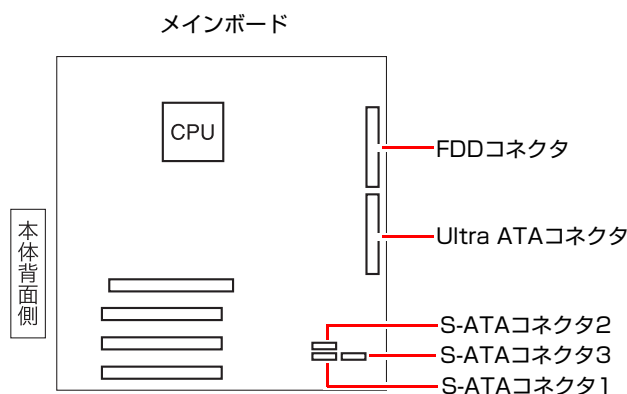 メインボード
CPU
FDDコネクタ
Ultra ATAコネクタ
本体背面側
S-ATAコネクタ2
S-ATAコネクタ3
S-ATAコネクタ1